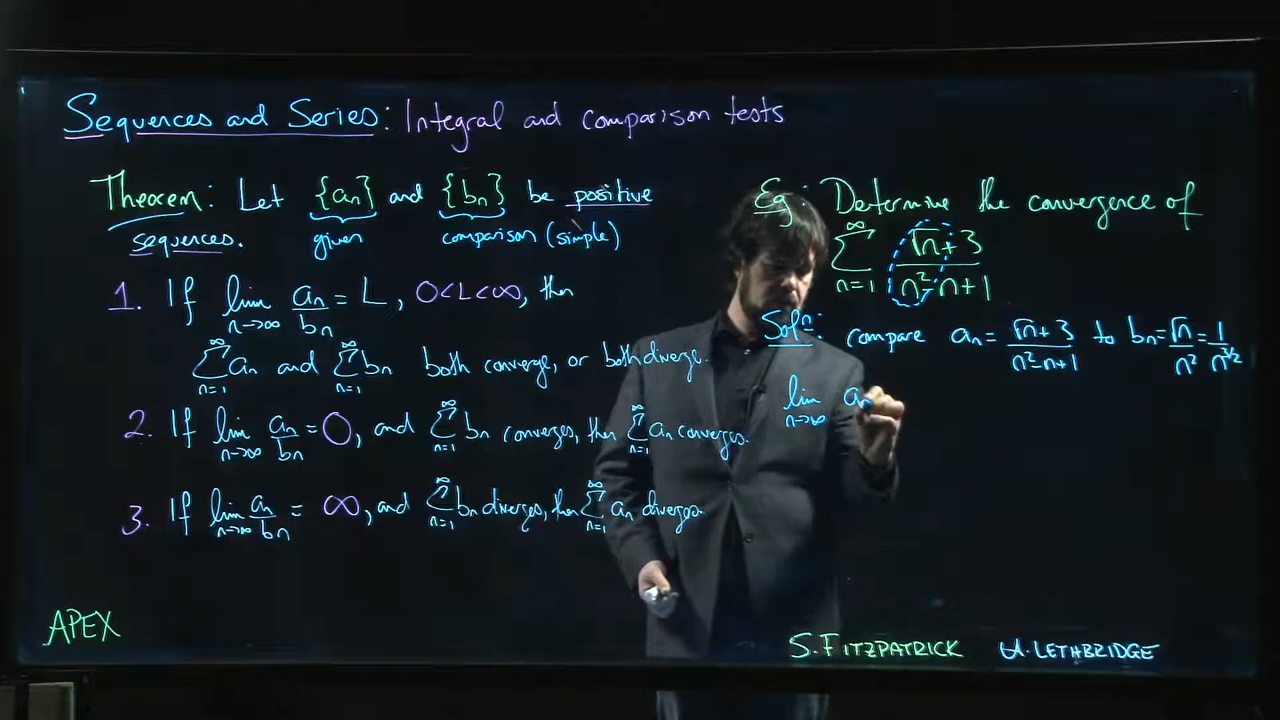 Sequences and Series: Integral and comparison tests
Theorem: Let {aₙ} and {bₙ} be positive
sequences.
given
comparison (simple)
1. If lim_{n→∞} aₙ/bₙ = L, 0<L<∞, then
∑_{n=1}^{∞} aₙ and ∑_{n=1}^{∞} bₙ both converge, or both diverge.
2. If lim_{n→∞} aₙ/bₙ = 0, and ∑_{n=1}^{∞} bₙ converges, then ∑_{n=1}^{∞} aₙ converges.
3. If lim_{n→∞} aₙ/bₙ = ∞, and ∑_{n=1}^{∞} bₙ diverges, then ∑_{n=1}^{∞} aₙ diverges.
Eg: Determine the convergence of
∑_{n=1}^{∞} (√n+3)/(n²-n+1)
Solⁿ: compare aₙ = (√n+3)/(n²-n+1) to bₙ = √n/n² = 1/n^{3/2}
lim_{n→∞} aₙ
APEX
S. FITZPATRICK U. LETHBRIDGE